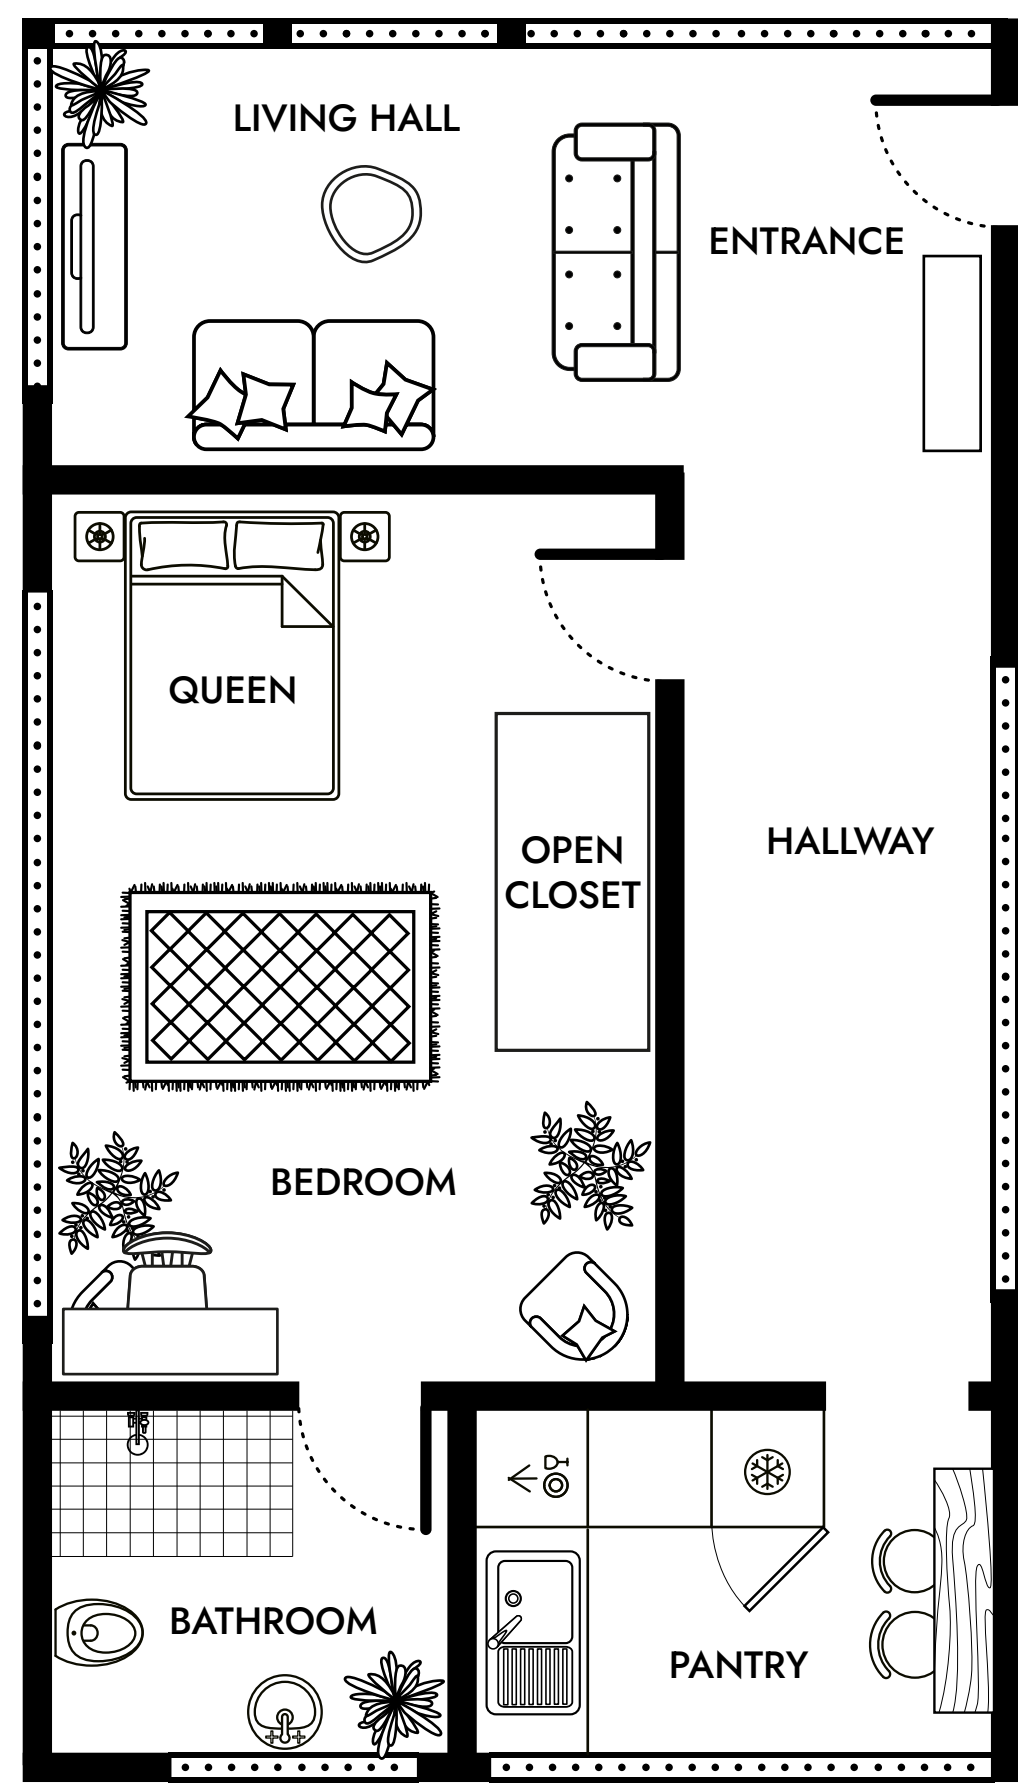 LIVING HALL
ENTRANCE
QUEEN
OPEN
CLOSET
HALLWAY
BEDROOM
BATHROOM
PANTRY